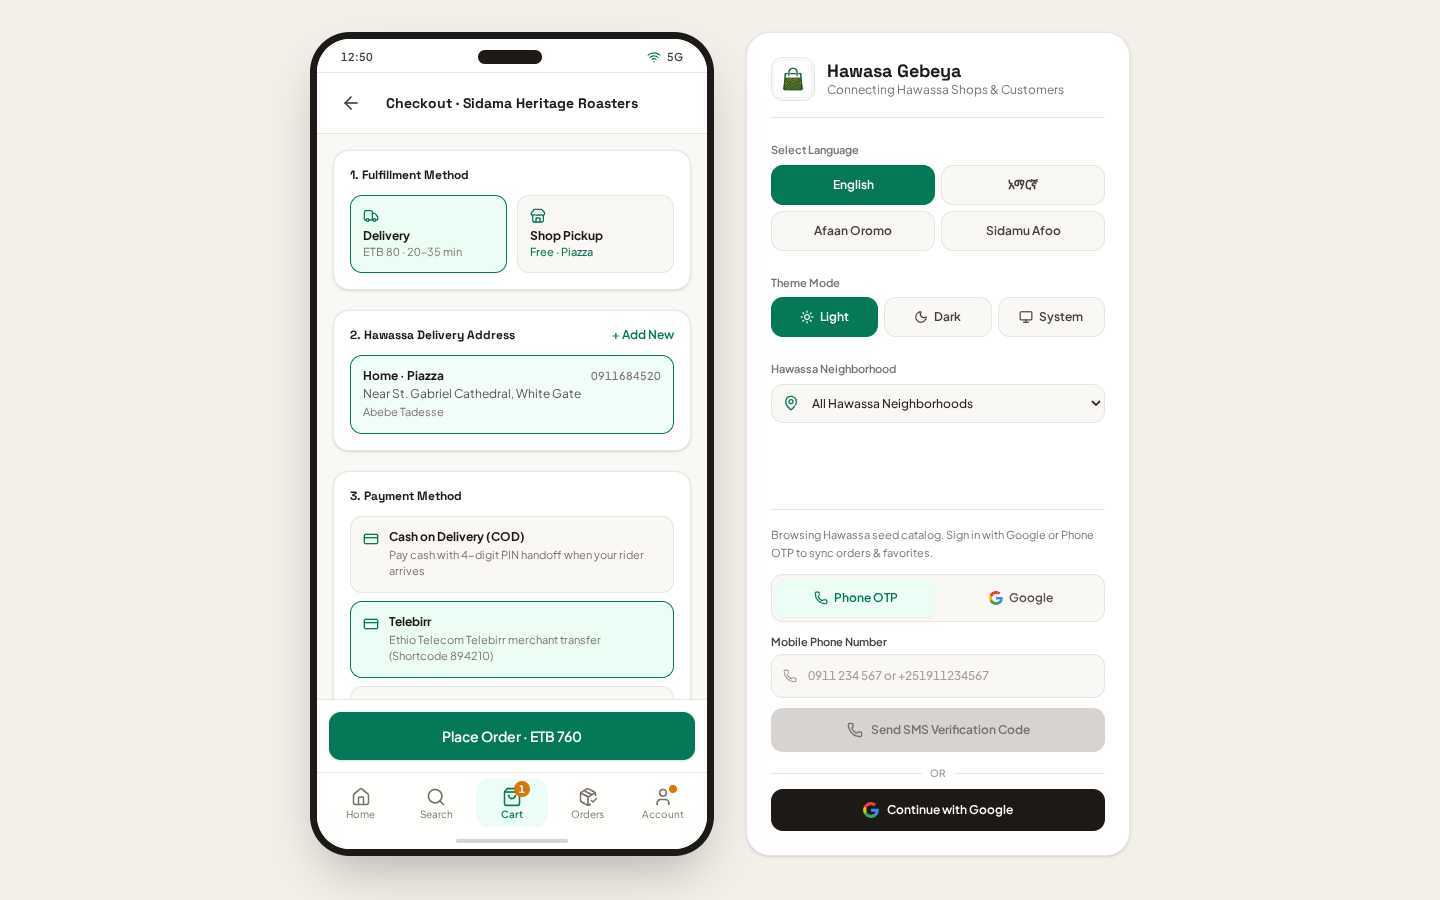 12:50
5G
Checkout · Sidama Heritage Roasters
1. Fulfillment Method
Delivery
ETB 80 · 20–35 min
Shop Pickup
Free · Piazza
2. Hawassa Delivery Address
+ Add New
Home · Piazza
0911684520
Near St. Gabriel Cathedral, White Gate
Abebe Tadesse
3. Payment Method
Cash on Delivery (COD)
Pay cash with 4-digit PIN handoff when your rider
arrives
Telebirr
Ethio Telecom Telebirr merchant transfer
(Shortcode 894210)
Place Order · ETB 760
Home
Search
1
Cart
Orders
Account
Hawasa Gebeya
Connecting Hawassa Shops & Customers
Select Language
English
አማርኛ
Afaan Oromo
Sidamu Afoo
Theme Mode
Light
Dark
System
Hawassa Neighborhood
All Hawassa Neighborhoods
Browsing Hawassa seed catalog. Sign in with Google or Phone
OTP to sync orders & favorites.
Phone OTP
Google
Mobile Phone Number
0911 234 567 or +251911234567
Send SMS Verification Code
OR
Continue with Google